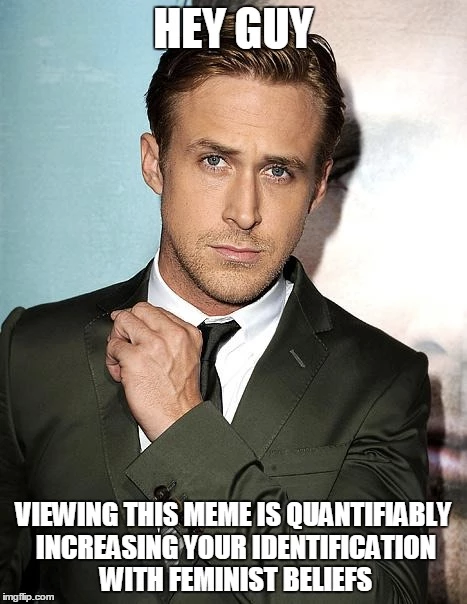 HEY GUY
VIEWING THIS MEME IS QUANTIFIABLY
INCREASING YOUR IDENTIFICATION
WITH FEMINIST BELIEFS
imgflip.com